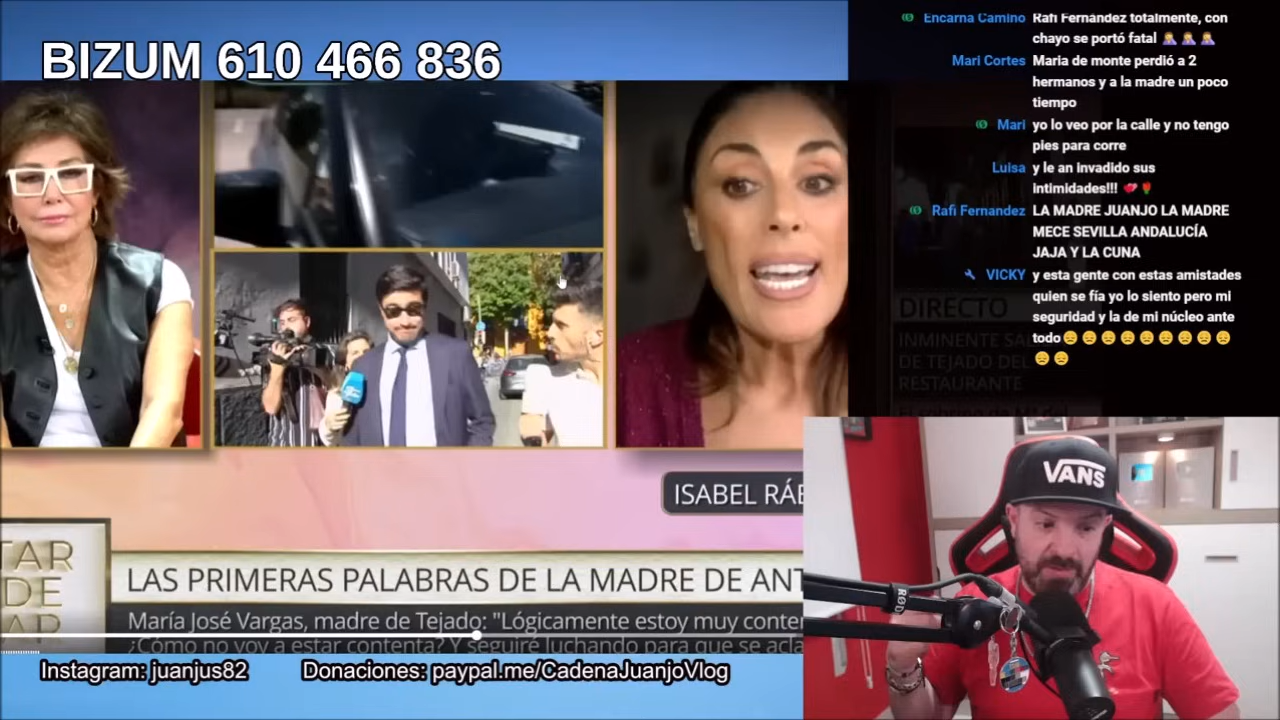 BIZUM 610 466 836
Encarna Camino Rafi Fernández totalmente, con
chayo se portó fatal 🤦‍♀️ 🤦‍♀️ 🤦‍♀️
Mari Cortes Maria de monte perdió a 2
hermanos y a la madre un poco
tiempo
Mari yo lo veo por la calle y no tengo
pies para corre
Luisa y le an invadido sus
intimidades!!! 💓🌹
Rafi Fernandez LA MADRE JUANJO LA MADRE
MECE SEVILLA ANDALUCÍA
JAJA Y LA CUNA
VICKY y esta gente con estas amistades
quien se fía yo lo siento pero mi
seguridad y la de mi núcleo ante
todo😔😔😔😔😔😔😔😔😔😔
😔😔
DIRECTO
INMINENTE SA
DE TEJADO DEL
RESTAURANTE
ISABEL RÁB
TAR
DE
AR
LAS PRIMERAS PALABRAS DE LA MADRE DE ANT
María José Vargas, madre de Tejado: "Lógicamente estoy muy conten
¿Cómo no voy a estar contenta? Y seguiré luchando para que se acla
Instagram: juanjus82 Donaciones: paypal.me/CadenaJuanjoVlog
VANS
RØD